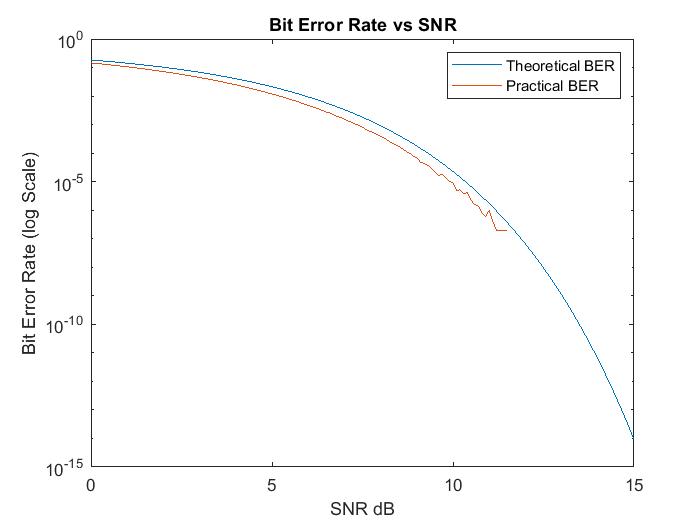 Bit Error Rate vs SNR
10^0
Theoretical BER
Practical BER
10^-5
Bit Error Rate (log Scale)
10^-10
10^-15
0 5 10 15
SNR dB